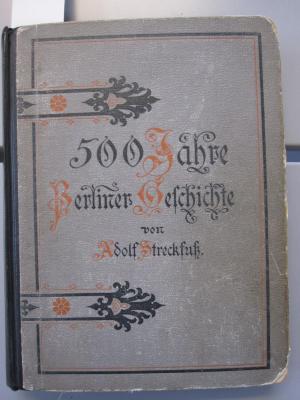 500 Jahre
Berliner Geschichte
von
Adolf Streckfuß.